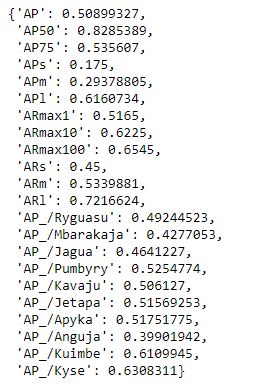 {'AP': 0.50899327,
'AP50': 0.8285389,
'AP75': 0.535607,
'APs': 0.175,
'APm': 0.29378805,
'APl': 0.6160734,
'ARmax1': 0.5165,
'ARmax10': 0.6225,
'ARmax100': 0.6545,
'ARs': 0.45,
'ARm': 0.5339881,
'ARl': 0.7216624,
'AP_/Ryguasu': 0.49244523,
'AP_/Mbarakaja': 0.4277053,
'AP_/Jagua': 0.4641227,
'AP_/Pumbyry': 0.5254774,
'AP_/Kavaju': 0.506127,
'AP_/Jetapa': 0.51569253,
'AP_/Apyka': 0.51751775,
'AP_/Anguja': 0.39901942,
'AP_/Kuimbe': 0.6109945,
'AP_/Kyse': 0.6308311}